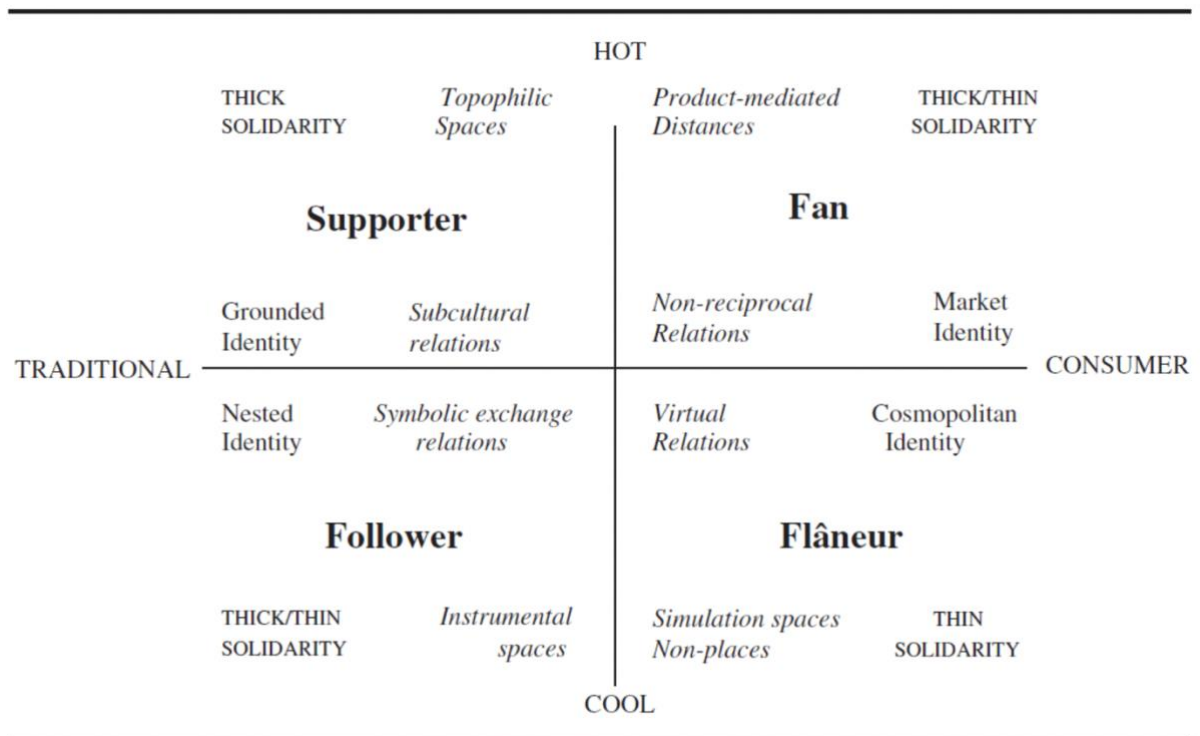 HOT
THICK
SOLIDARITY
Topophilic
Spaces
Product-mediated
Distances
THICK/THIN
SOLIDARITY
Supporter
Fan
Grounded
Identity
Subcultural
relations
Non-reciprocal
Relations
Market
Identity
TRADITIONAL
CONSUMER
Nested
Identity
Symbolic exchange
relations
Virtual
Relations
Cosmopolitan
Identity
Follower
Flâneur
THICK/THIN
SOLIDARITY
Instrumental
spaces
Simulation spaces
Non-places
THIN
SOLIDARITY
COOL